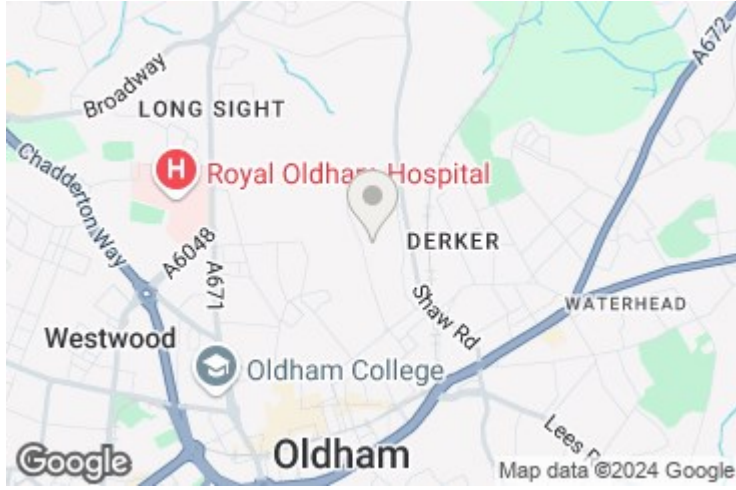 A672
Broadway
LONG SIGHT
Chadderton Way
H
Royal Oldham Hospital
A6048
A671
DERKER
Shaw Rd
WATERHEAD
Westwood
Oldham College
Lees
Oldham
Google
Map data ©2024 Google